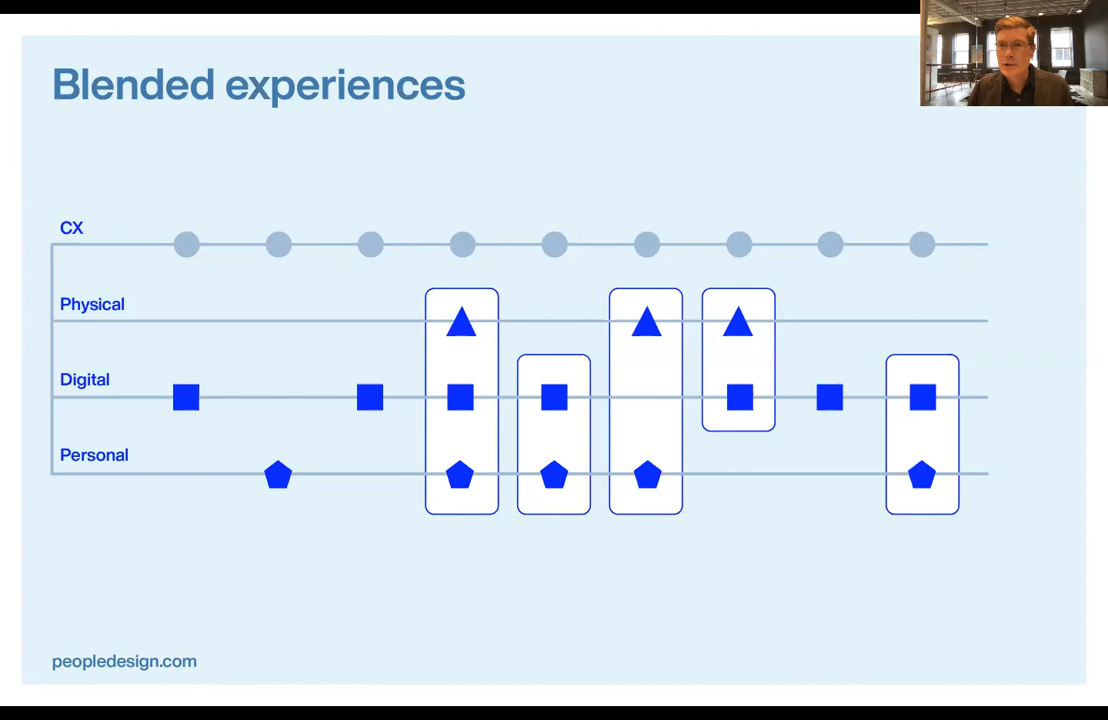 Blended experiences
CX
Physical
Digital
Personal
peopledesign.com